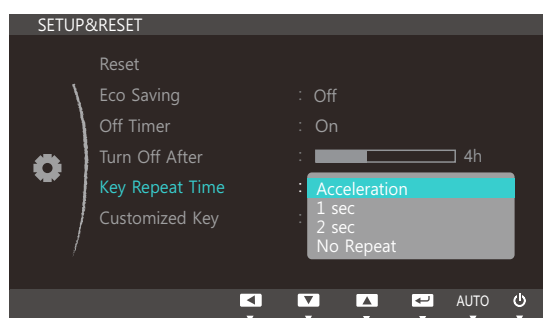 SETUP&RESET
Reset
Eco Saving : Off
Off Timer : On
Turn Off After : 4h
Key Repeat Time : Acceleration
1 sec
2 sec
No Repeat
Customized Key :
AUTO